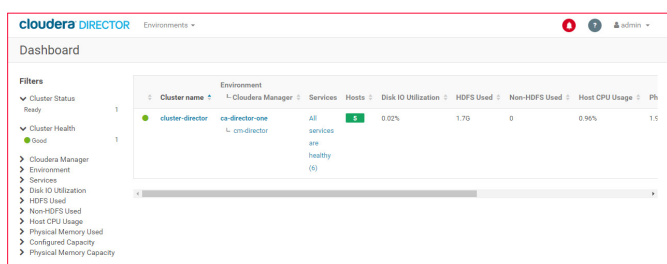 cloudera DIRECTOR Environments
? admin
Dashboard
Filters
Cluster Status
Ready 1
Cluster Health
Good 1
Cloudera Manager
Environment
Services
Disk IO Utilization
HDFS Used
Non-HDFS Used
Host CPU Usage
Physical Memory Used
Configured Capacity
Physical Memory Capacity
Environment
Cluster name Cloudera Manager Services Hosts Disk IO Utilization HDFS Used Non-HDFS Used Host CPU Usage Ph
cluster-director ca-director-one All 0.02% 1.7G 0 0.96% 1.9
cm-director services
are
healthy
(6)